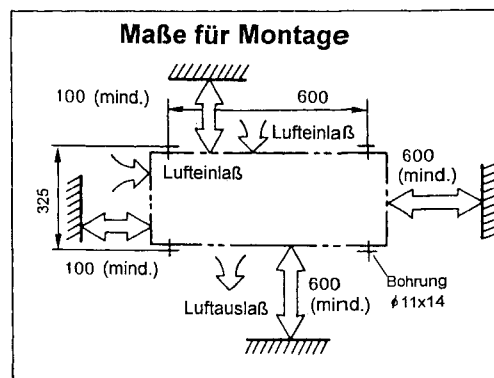 Maße für Montage
100 (mind.)
600
Lufteinlaß
Lufteinlaß
600
(mind.)
325
100 (mind.)
Luftauslaß
600
(mind.)
Bohrung
ϕ11x14